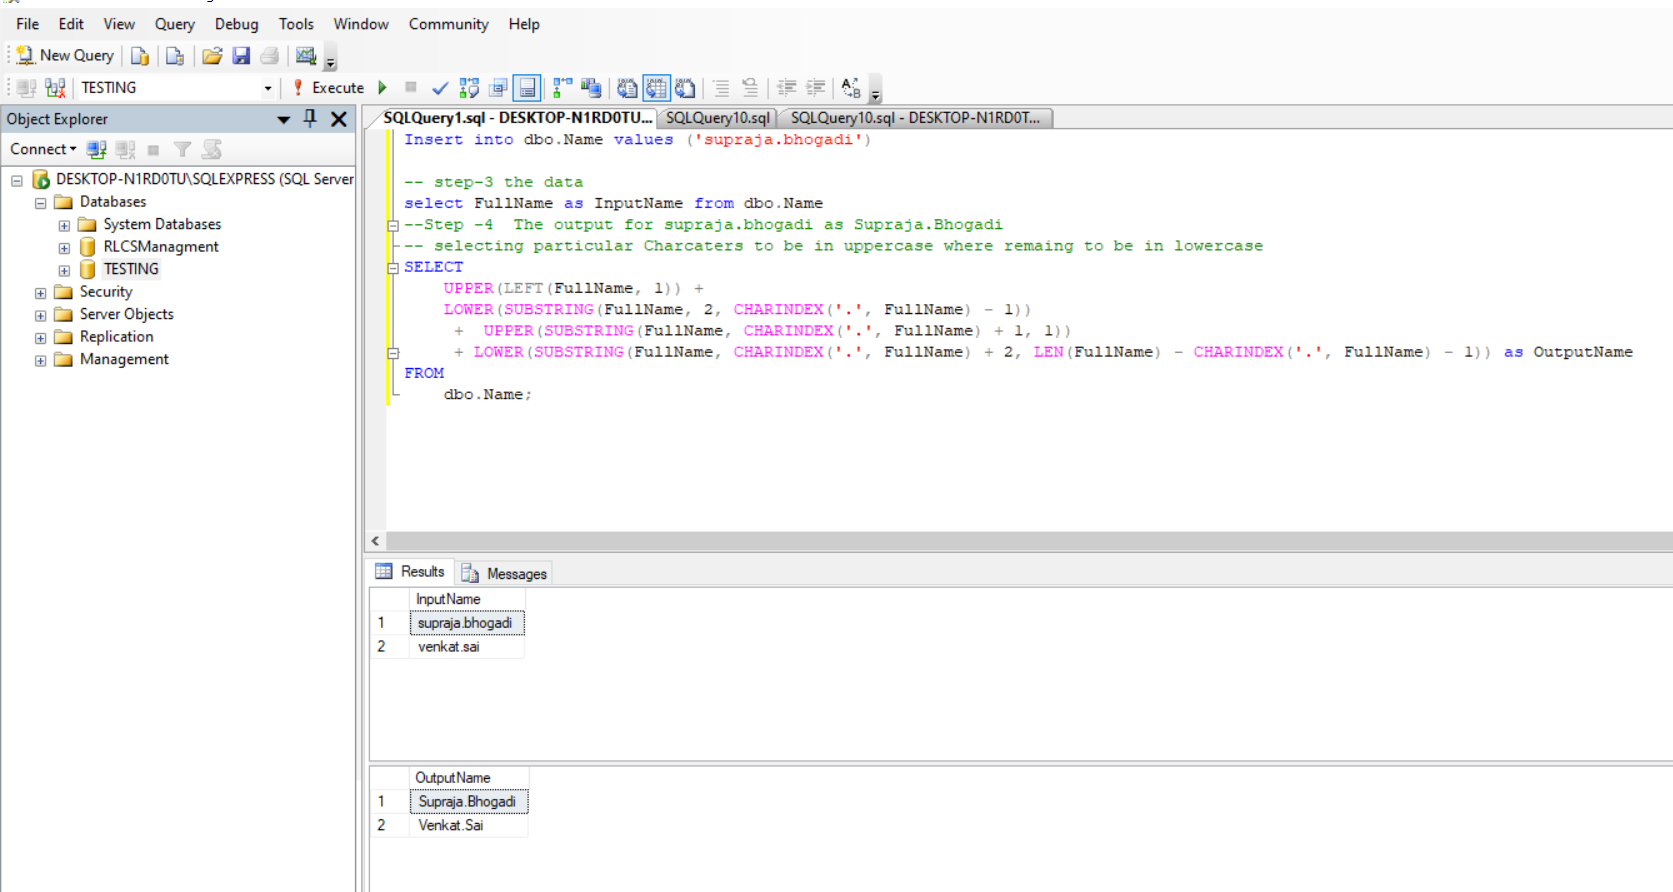 File Edit View Query Debug Tools Window Community Help
New Query
TESTING Execute
Object Explorer
Connect
DESKTOP-N1RD0TU\SQLEXPRESS (SQL Server
Databases
System Databases
RLCSManagment
TESTING
Security
Server Objects
Replication
Management
SQLQuery1.sql - DESKTOP-N1RD0TU... SQLQuery10.sql SQLQuery10.sql - DESKTOP-N1RD0T...
Insert into dbo.Name values ('supraja.bhogadi')
-- step-3 the data
select FullName as InputName from dbo.Name
--Step -4  The output for supraja.bhogadi as Supraja.Bhogadi
-- selecting particular Charcaters to be in uppercase where remaing to be in lowercase
SELECT
UPPER(LEFT(FullName, 1)) +
LOWER(SUBSTRING(FullName, 2, CHARINDEX('.', FullName) - 1))
+  UPPER(SUBSTRING(FullName, CHARINDEX('.', FullName) + 1, 1))
+ LOWER(SUBSTRING(FullName, CHARINDEX('.', FullName) + 2, LEN(FullName) - CHARINDEX('.', FullName) - 1)) as OutputName
FROM
dbo.Name;
Results Messages
InputName
1 supraja.bhogadi
2 venkat.sai
OutputName
1 Supraja.Bhogadi
2 Venkat.Sai